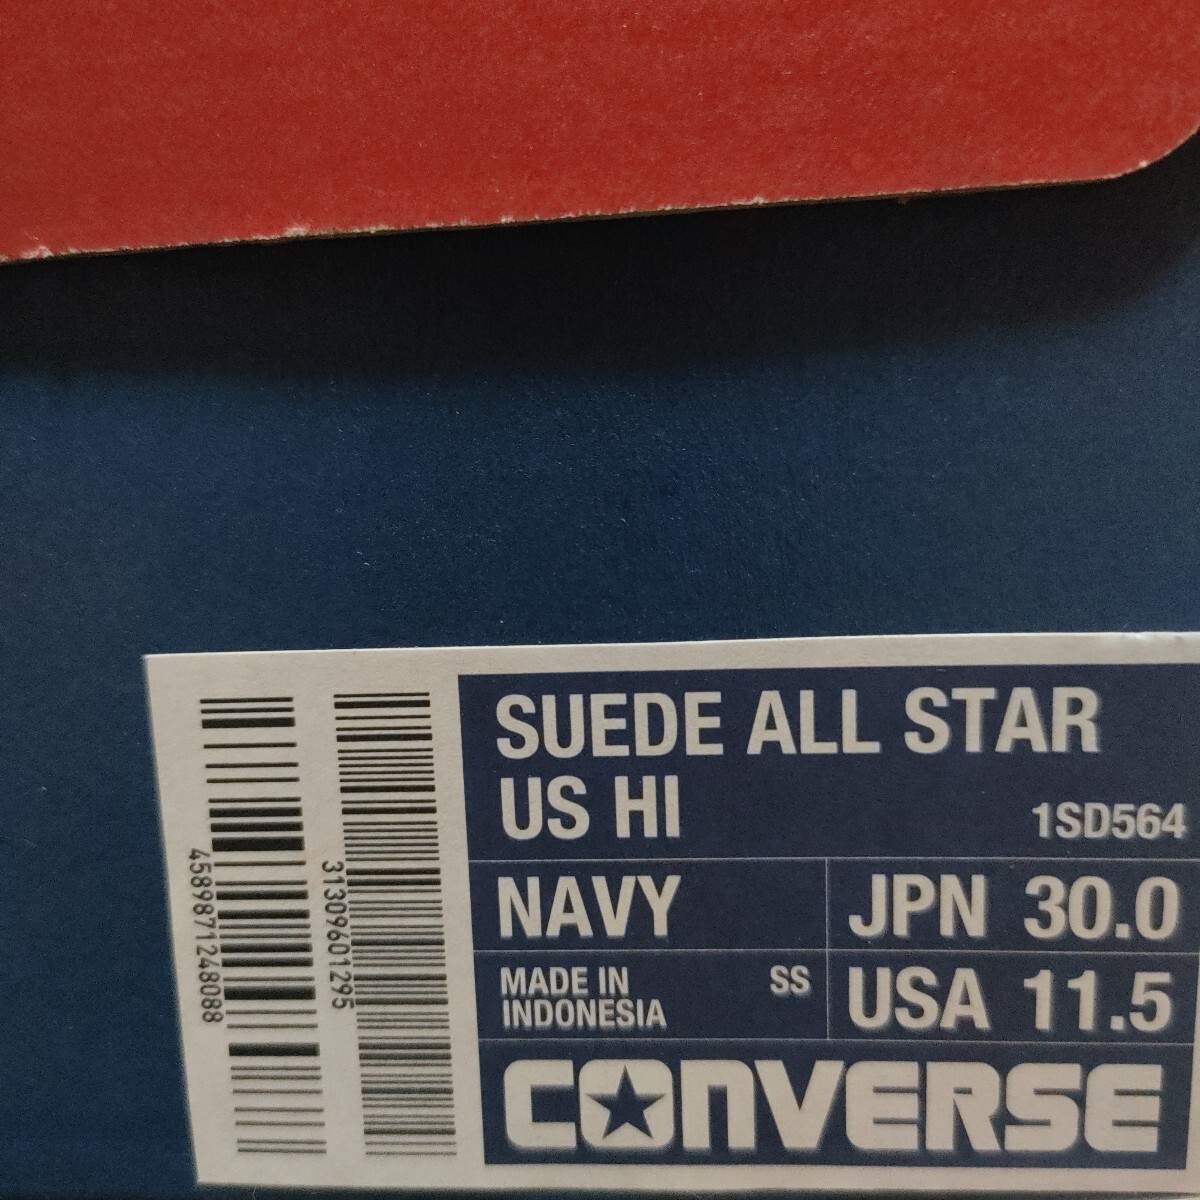 SUEDE ALL STAR
US HI
1SD564
NAVY
JPN 30.0
MADE IN
INDONESIA
SS
USA 11.5
CONVERSE
4589871248088
31309601295